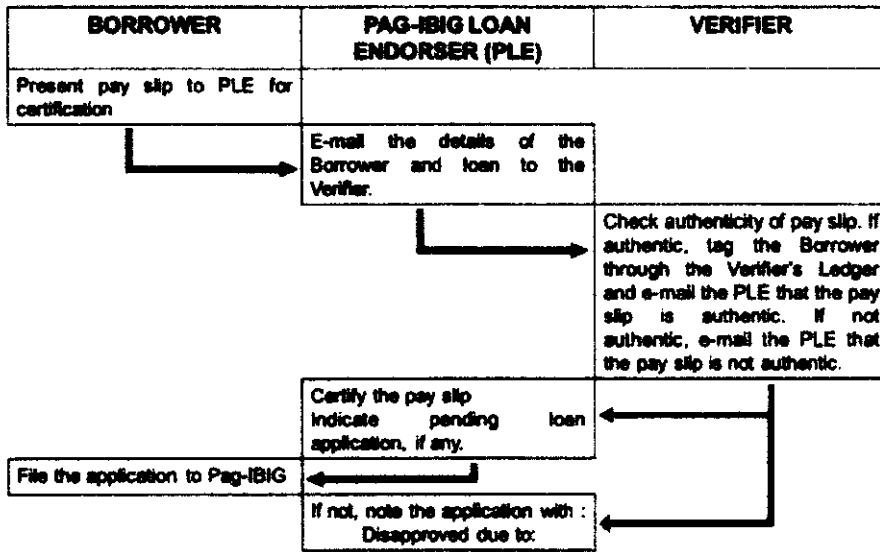 BORROWER
PAG-IBIG LOAN
ENDORSER (PLE)
VERIFIER
Present pay slip to PLE for
certification
E-mail the details of the
Borrower and loan to the
Verifier.
Check authenticity of pay slip. If
authentic, tag the Borrower
through the Verifier's Ledger
and e-mail the PLE that the pay
slip is authentic. If not
authentic, e-mail the PLE that
the pay slip is not authentic.
Certify the pay slip
Indicate pending loan
application, if any.
File the application to Pag-IBIG
If not, note the application with :
Disapproved due to: